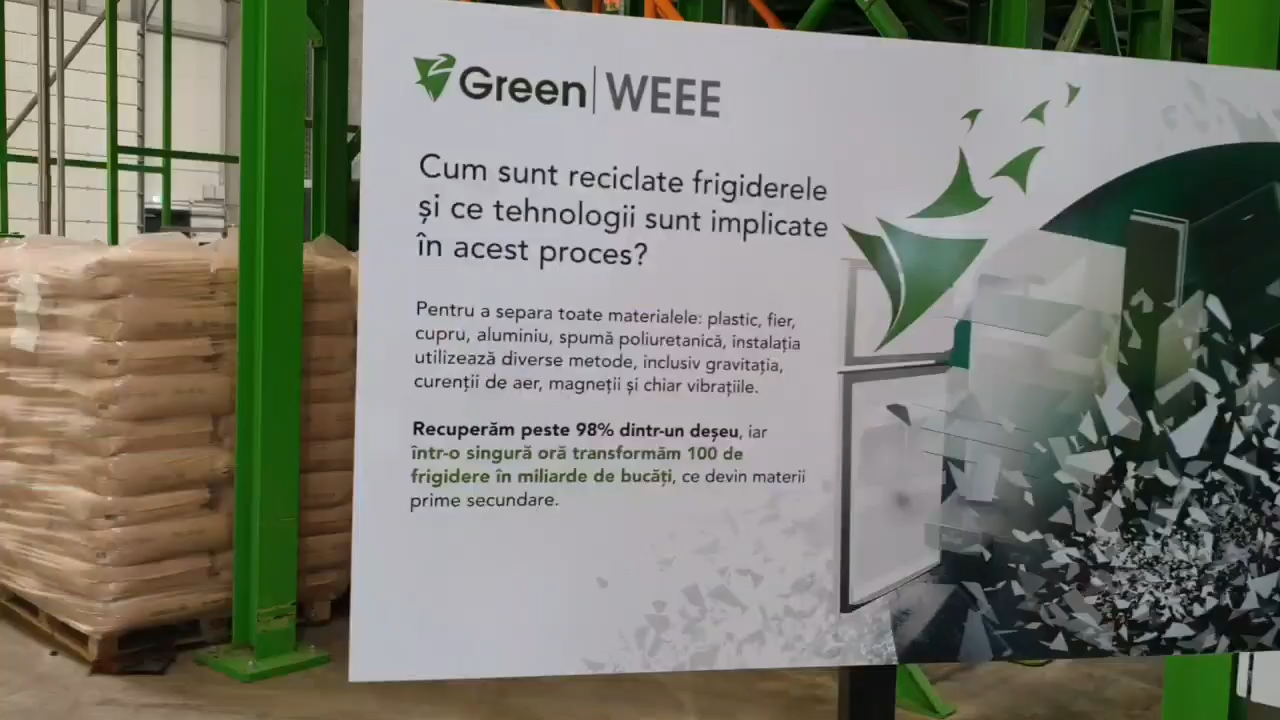 Green WEEE
Cum sunt reciclate frigiderele
și ce tehnologii sunt implicate
în acest proces?
Pentru a separa toate materialele: plastic, fier,
cupru, aluminiu, spumă poliuretanică, instalația
utilizează diverse metode, inclusiv gravitația,
curenții de aer, magneții și chiar vibrațiile.
Recuperăm peste 98% dintr-un deșeu, iar
într-o singură oră transformăm 100 de
frigidere în miliarde de bucăți, ce devin materii
prime secundare.